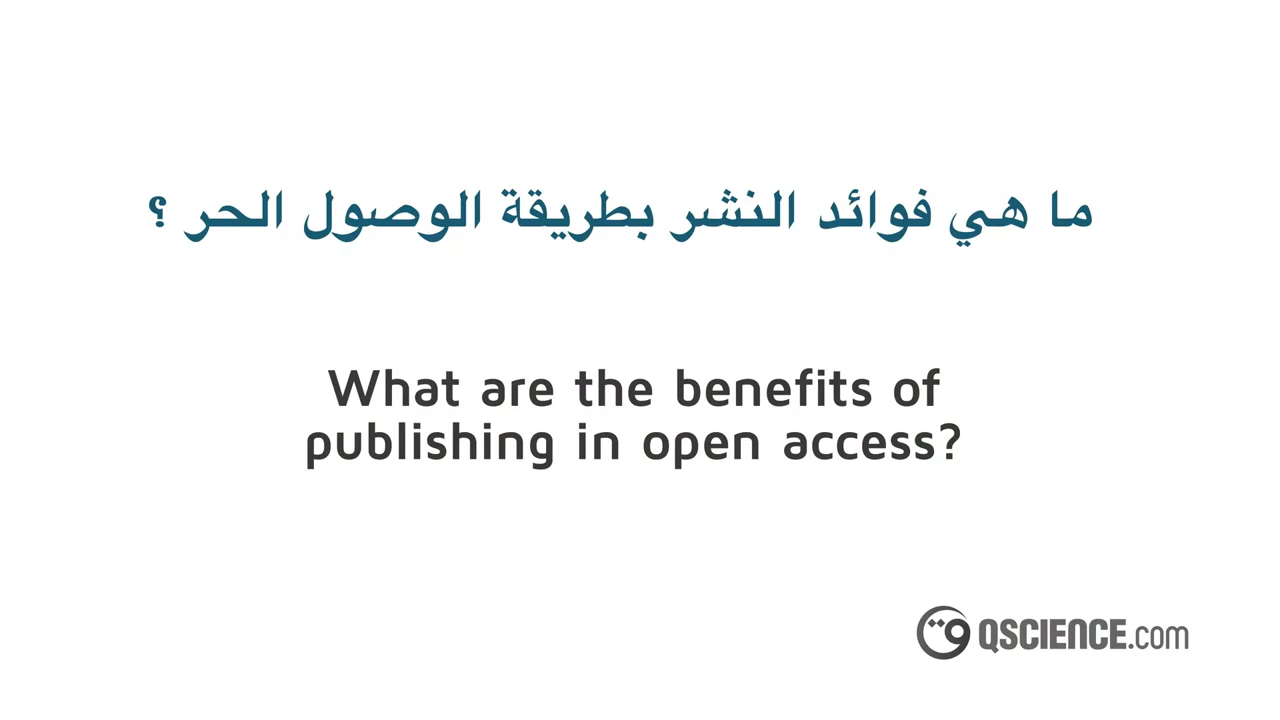 ما هي فوائد النشر بطريقة الوصول الحر ؟
What are the benefits of
publishing in open access?
QSCIENCE.com